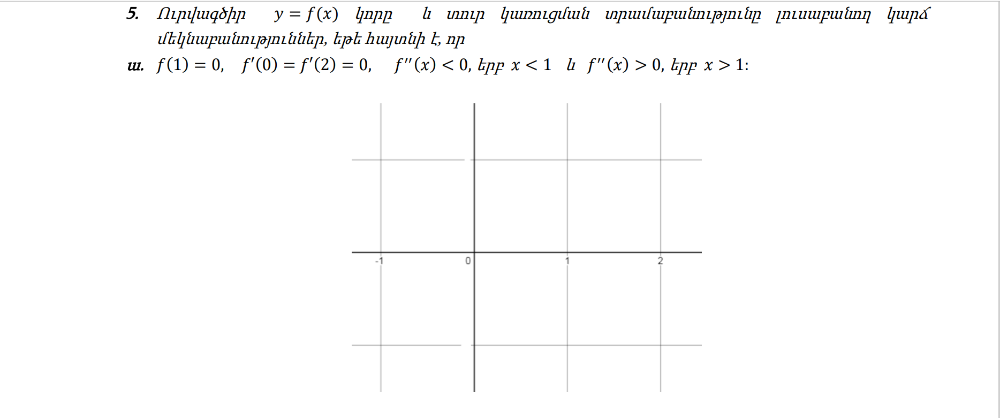 5. Ուրվագծիր y = f(x) կորը և տուր կառուցման տրամաբանությունը լուսաբանող կարճ
մեկնաբանություններ, եթե հայտնի է, որ
ա. f(1) = 0, f′(0) = f′(2) = 0, f′′(x) < 0, երբ x < 1 և f′′(x) > 0, երբ x > 1:
-1 0 1 2